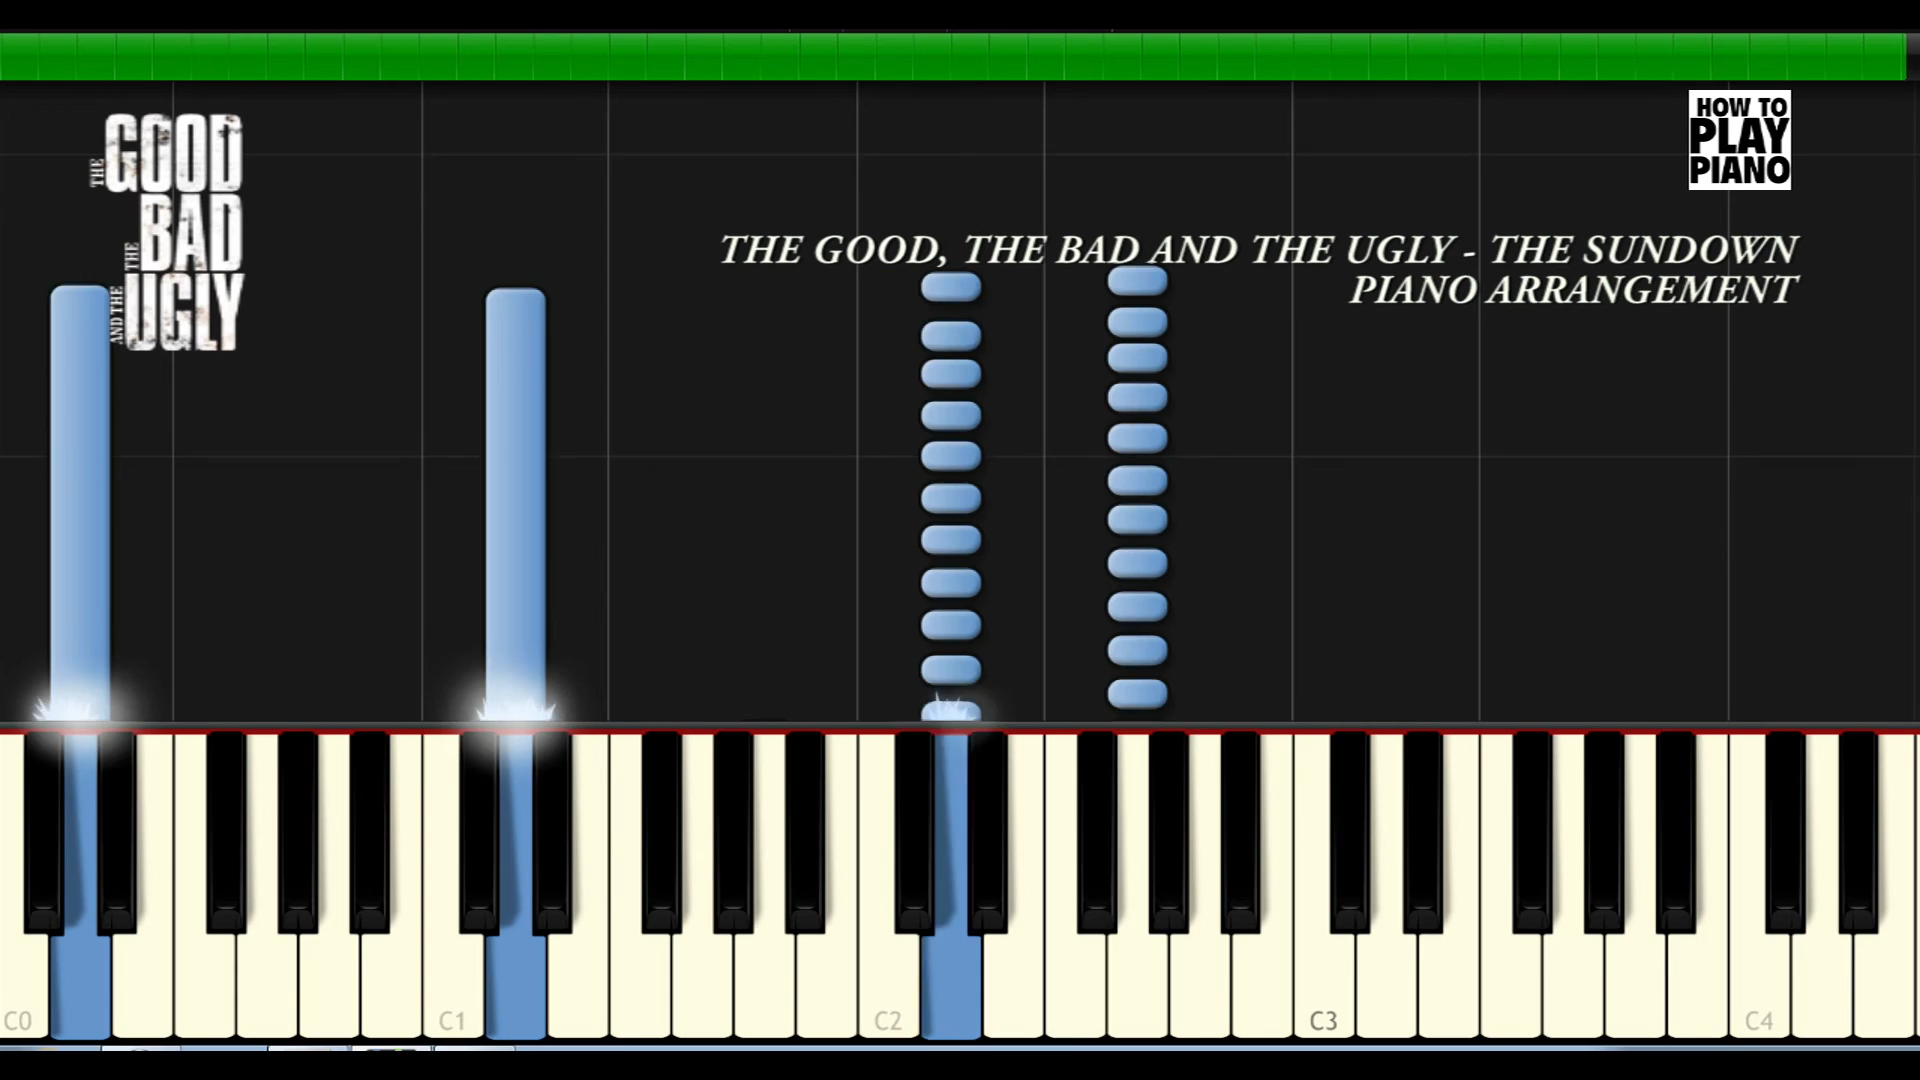 THE GOOD
THE BAD
AND THE UGLY
HOW TO
PLAY
PIANO
THE GOOD, THE BAD AND THE UGLY - THE SUNDOWN
PIANO ARRANGEMENT
C0
C1
C2
C3
C4